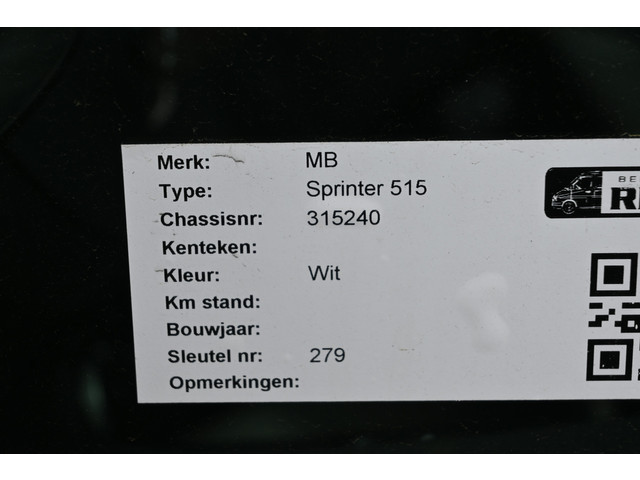 Merk: MB
Type: Sprinter 515
Chassisnr: 315240
Kenteken:
Kleur: Wit
Km stand:
Bouwjaar:
Sleutel nr: 279
Opmerkingen: